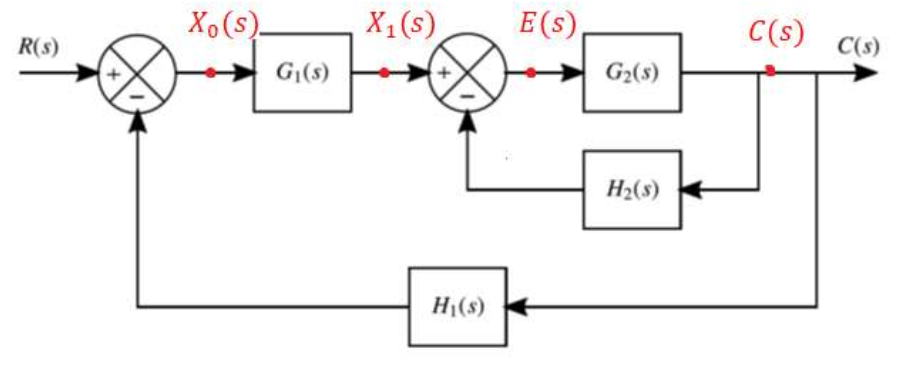 X₀(s) X₁(s) E(s) C(s)
R(s) + − G₁(s) + − G₂(s) C(s)
H₂(s)
H₁(s)